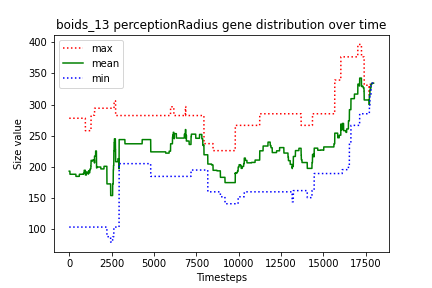 boids_13 perceptionRadius gene distribution over time
max
mean
min
Size value
400
350
300
250
200
150
100
0
2500
5000
7500
10000
12500
15000
17500
Timesteps